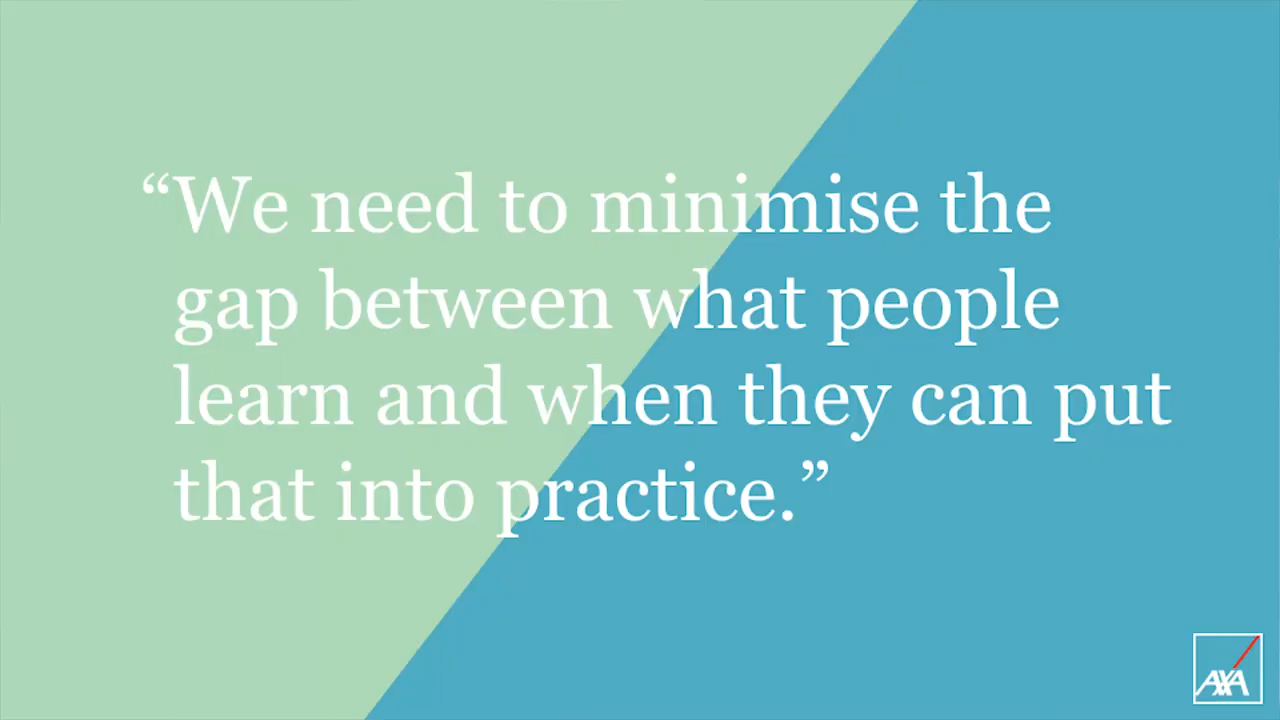 “We need to minimise the
gap between what people
learn and when they can put
that into practice.”
AXA